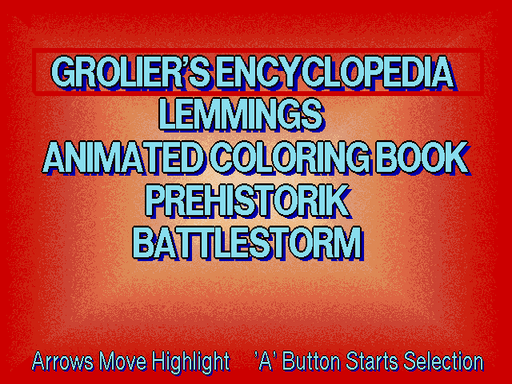 GROLIER'S ENCYCLOPEDIA
LEMMINGS
ANIMATED COLORING BOOK
PREHISTORIK
BATTLESTORM
Arrows Move Highlight 'A' Button Starts Selection